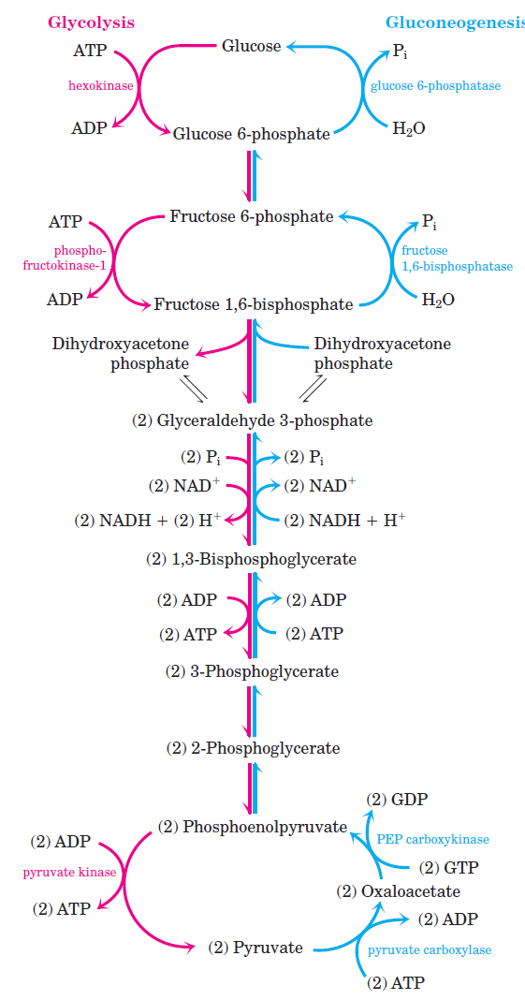 Glycolysis
Gluconeogenesis
ATP
Glucose
Pi
hexokinase
glucose 6-phosphatase
ADP
Glucose 6-phosphate
H2O
ATP
Fructose 6-phosphate
Pi
phospho-
fructokinase-1
fructose
1,6-bisphosphatase
ADP
Fructose 1,6-bisphosphate
H2O
Dihydroxyacetone
phosphate
Dihydroxyacetone
phosphate
(2) Glyceraldehyde 3-phosphate
(2) Pi
(2) Pi
(2) NAD+
(2) NAD+
(2) NADH + (2) H+
(2) NADH + H+
(2) 1,3-Bisphosphoglycerate
(2) ADP
(2) ADP
(2) ATP
(2) ATP
(2) 3-Phosphoglycerate
(2) 2-Phosphoglycerate
(2) GDP
(2) Phosphoenolpyruvate
PEP carboxykinase
(2) ADP
(2) GTP
pyruvate kinase
(2) Oxaloacetate
(2) ATP
(2) ADP
(2) Pyruvate
pyruvate carboxylase
(2) ATP